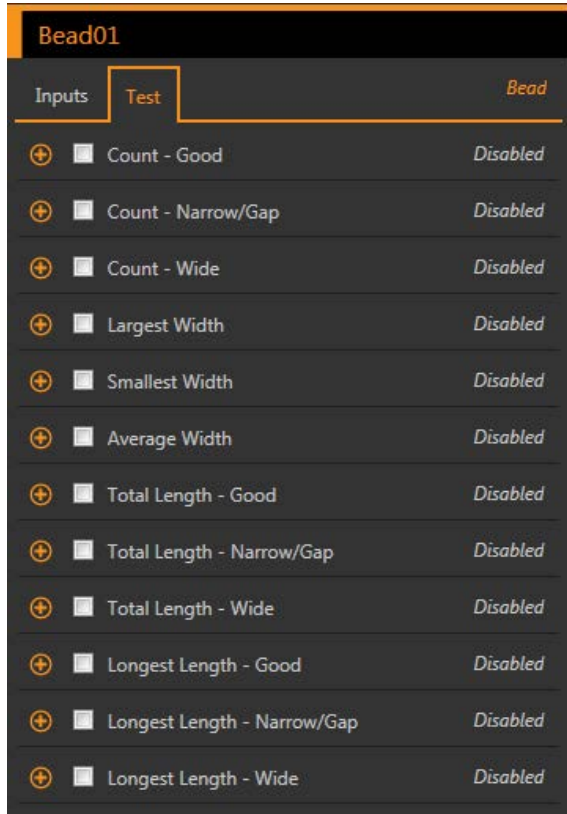 Bead01
Inputs Test Bead
Count - Good Disabled
Count - Narrow/Gap Disabled
Count - Wide Disabled
Largest Width Disabled
Smallest Width Disabled
Average Width Disabled
Total Length - Good Disabled
Total Length - Narrow/Gap Disabled
Total Length - Wide Disabled
Longest Length - Good Disabled
Longest Length - Narrow/Gap Disabled
Longest Length - Wide Disabled